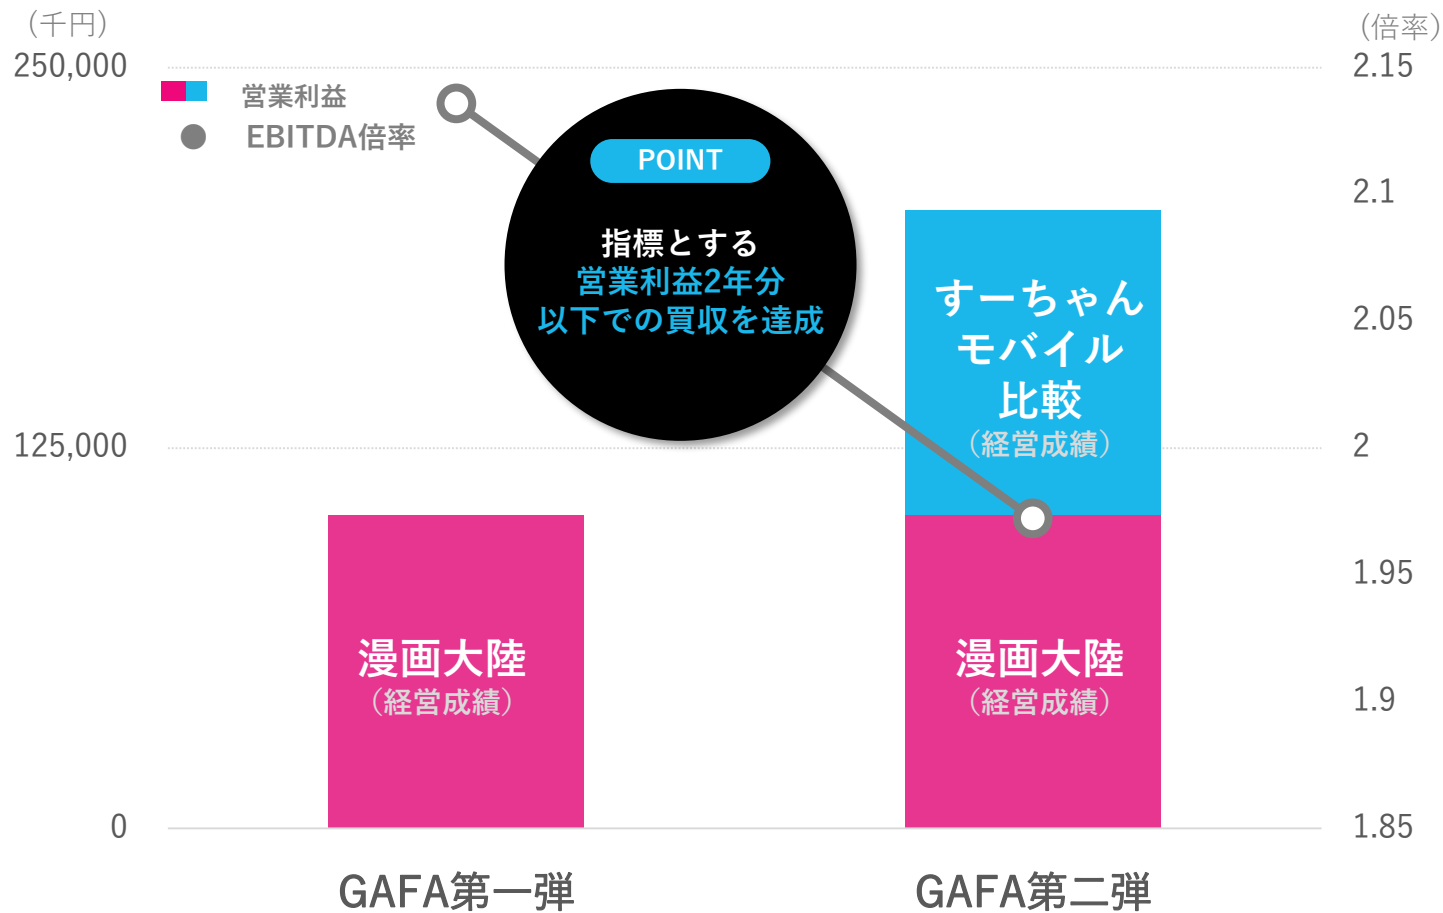 （千円）
（倍率）
250,000
125,000
0
2.15
2.1
2.05
2
1.95
1.9
1.85
営業利益
EBITDA倍率
POINT
指標とする
営業利益2年分
以下での買収を達成
すーちゃん
モバイル
比較
（経営成績）
漫画大陸
（経営成績）
漫画大陸
（経営成績）
GAFA第一弾
GAFA第二弾